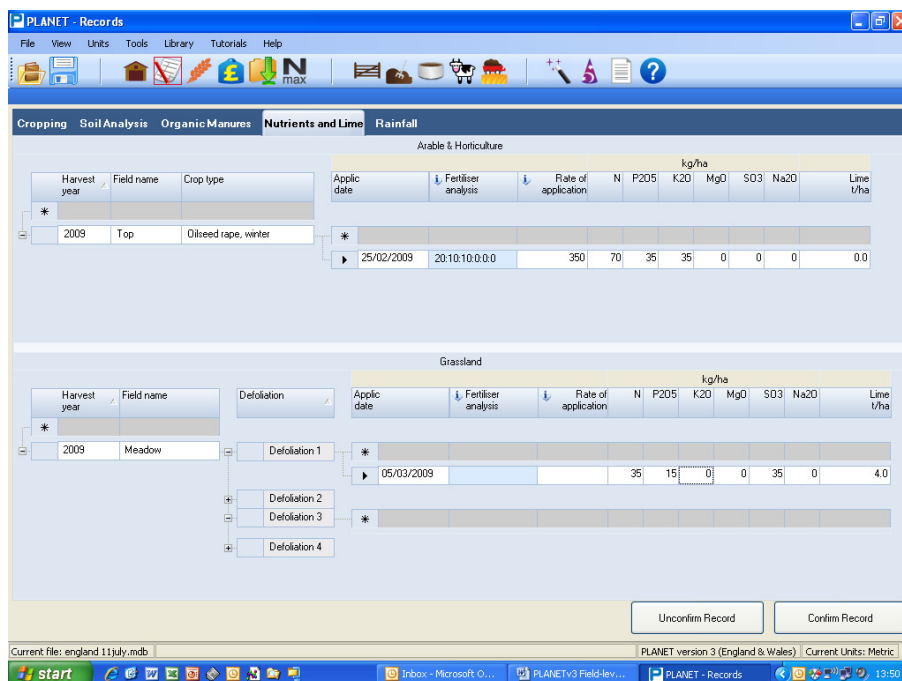 PLANET - Records
File View Units Tools Library Tutorials Help
N max
Cropping Soil Analysis Organic Manures Nutrients and Lime Rainfall
Arable & Horticulture
kg/ha
Harvest year Field name Crop type Applic date Fertiliser analysis Rate of application N P2O5 K2O MgO SO3 Na2O Lime t/ha
2009 Top Oilseed rape, winter
25/02/2009 20:10:10:0:0:0 350 70 35 35 0 0 0 0.0
Grassland
kg/ha
Harvest year Field name Defoliation Applic date Fertiliser analysis Rate of application N P2O5 K2O MgO SO3 Na2O Lime t/ha
2009 Meadow Defoliation 1
05/03/2009 35 15 0 0 35 0 4.0
Defoliation 2
Defoliation 3
Defoliation 4
Unconfirm Record Confirm Record
Current file: england 11july.mdb PLANET version 3 (England & Wales) Current Units: Metric
start Inbox - Microsoft O... PLANETv3 Field-lev... PLANET - Records 13:50